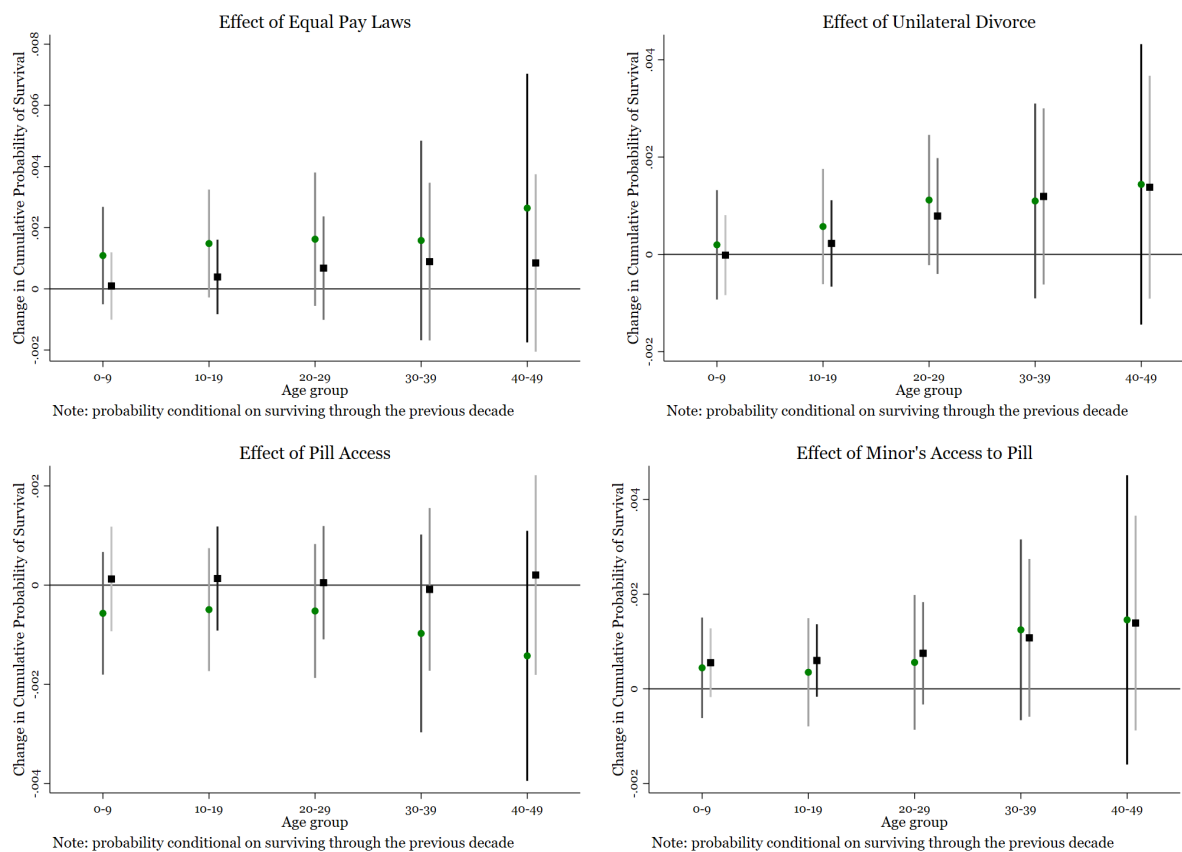 Effect of Equal Pay Laws
Change in Cumulative Probability of Survival
.008
.006
.004
.002
0
-.002
0-9
10-19
20-29
30-39
40-49
Age group
Note: probability conditional on surviving through the previous decade
Effect of Unilateral Divorce
Change in Cumulative Probability of Survival
.004
.002
0
-.002
0-9
10-19
20-29
30-39
40-49
Age group
Note: probability conditional on surviving through the previous decade
Effect of Pill Access
Change in Cumulative Probability of Survival
.002
0
-.002
-.004
0-9
10-19
20-29
30-39
40-49
Age group
Note: probability conditional on surviving through the previous decade
Effect of Minor's Access to Pill
Change in Cumulative Probability of Survival
.004
.002
0
-.002
0-9
10-19
20-29
30-39
40-49
Age group
Note: probability conditional on surviving through the previous decade